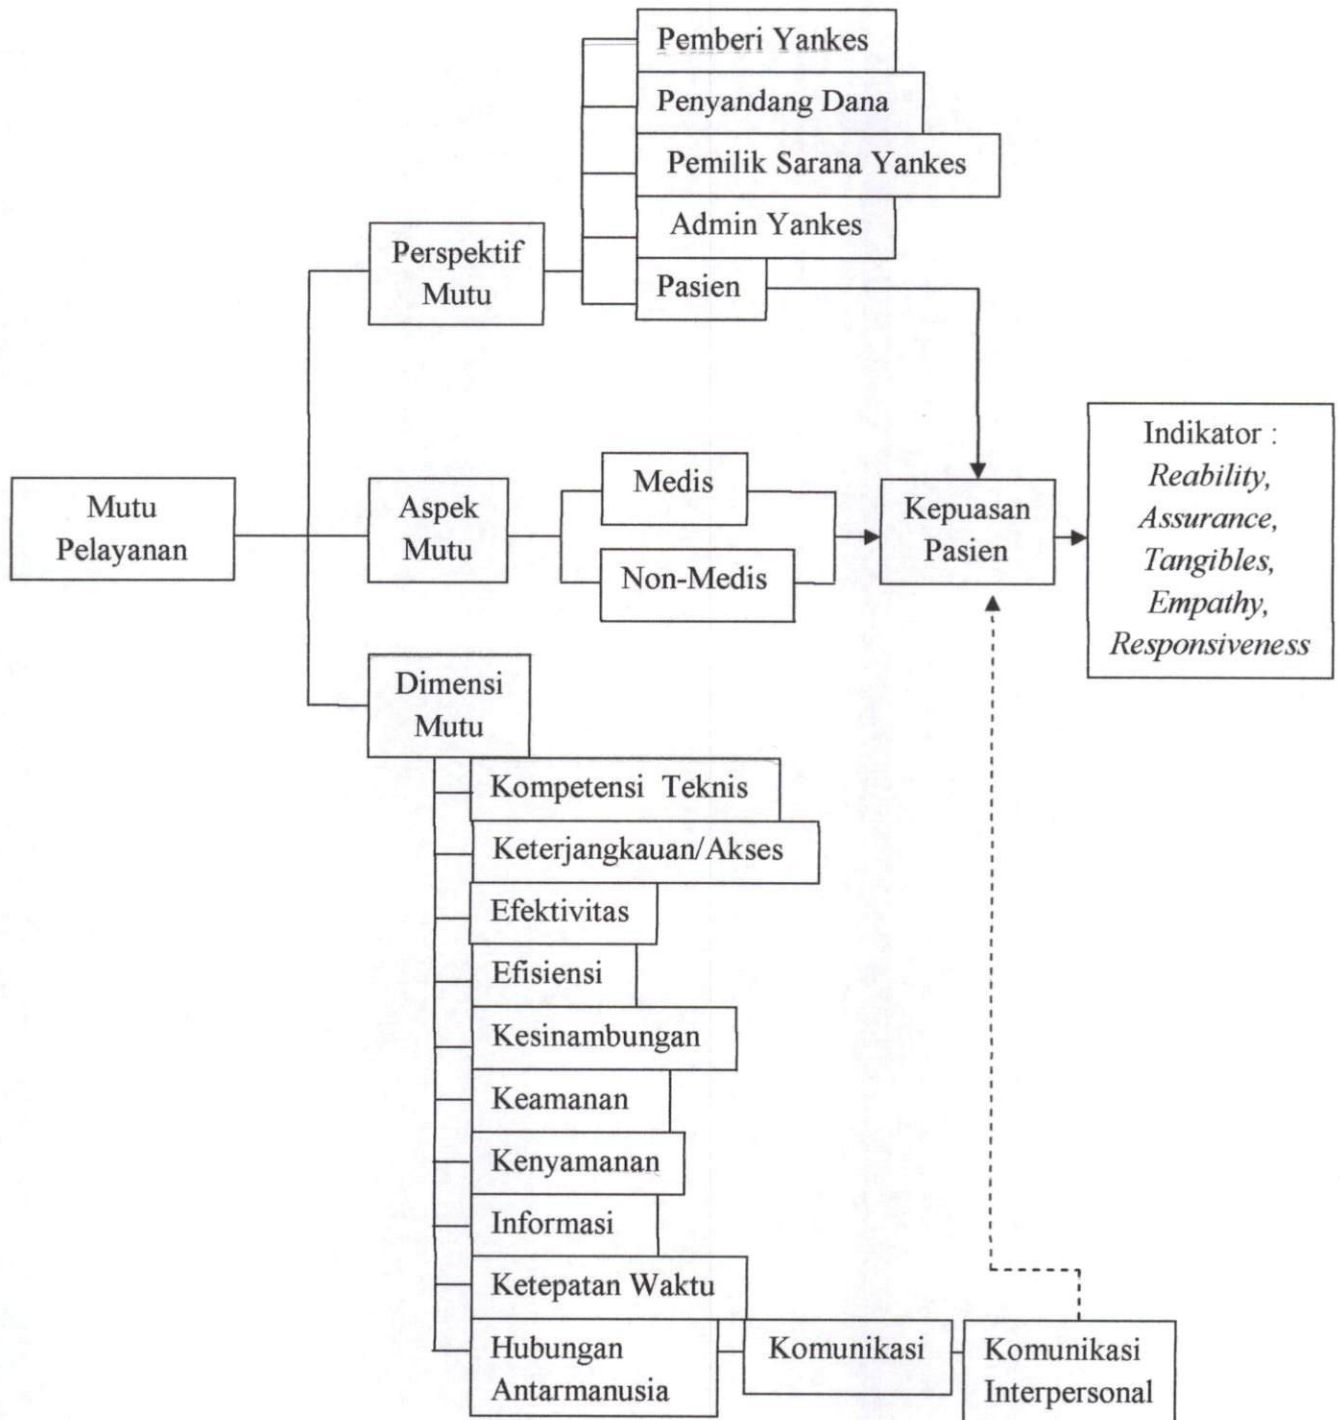 Pemberi Yankes
Penyandang Dana
Pemilik Sarana Yankes
Admin Yankes
Pasien
Perspektif
Mutu
Mutu
Pelayanan
Aspek
Mutu
Medis
Non-Medis
Kepuasan
Pasien
Indikator :
Reability,
Assurance,
Tangibles,
Empathy,
Responsiveness
Dimensi
Mutu
Kompetensi Teknis
Keterjangkauan/Akses
Efektivitas
Efisiensi
Kesinambungan
Keamanan
Kenyamanan
Informasi
Ketepatan Waktu
Hubungan
Antarmanusia
Komunikasi
Komunikasi
Interpersonal